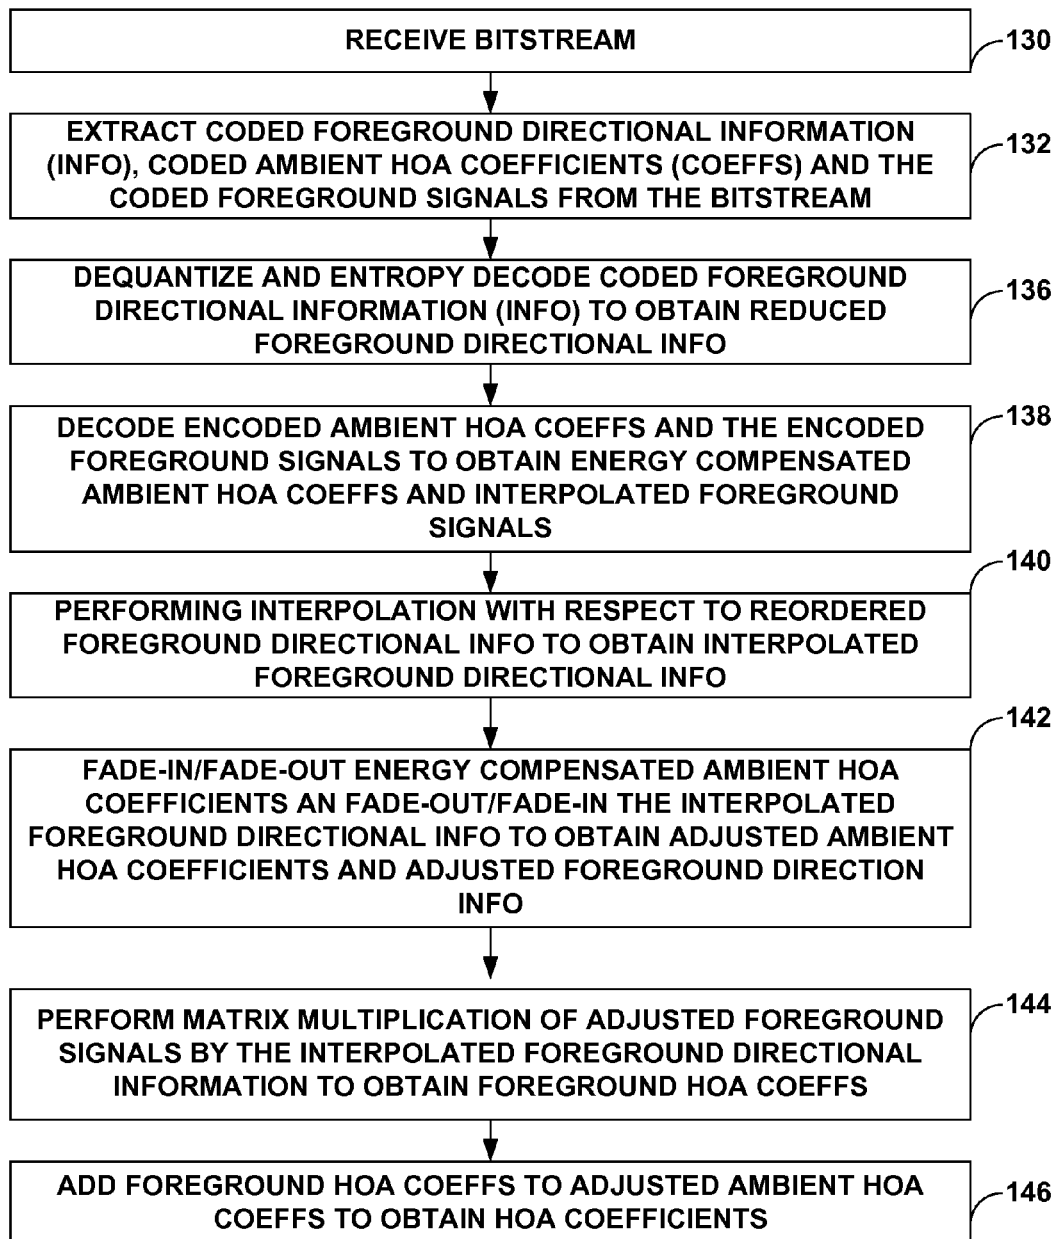 RECEIVE BITSTREAM
130
EXTRACT CODED FOREGROUND DIRECTIONAL INFORMATION
(INFO), CODED AMBIENT HOA COEFFICIENTS (COEFFS) AND THE
CODED FOREGROUND SIGNALS FROM THE BITSTREAM
132
DEQUANTIZE AND ENTROPY DECODE CODED FOREGROUND
DIRECTIONAL INFORMATION (INFO) TO OBTAIN REDUCED
FOREGROUND DIRECTIONAL INFO
136
DECODE ENCODED AMBIENT HOA COEFFS AND THE ENCODED
FOREGROUND SIGNALS TO OBTAIN ENERGY COMPENSATED
AMBIENT HOA COEFFS AND INTERPOLATED FOREGROUND
SIGNALS
138
PERFORMING INTERPOLATION WITH RESPECT TO REORDERED
FOREGROUND DIRECTIONAL INFO TO OBTAIN INTERPOLATED
FOREGROUND DIRECTIONAL INFO
140
FADE-IN/FADE-OUT ENERGY COMPENSATED AMBIENT HOA
COEFFICIENTS AN FADE-OUT/FADE-IN THE INTERPOLATED
FOREGROUND DIRECTIONAL INFO TO OBTAIN ADJUSTED AMBIENT
HOA COEFFICIENTS AND ADJUSTED FOREGROUND DIRECTION
INFO
142
PERFORM MATRIX MULTIPLICATION OF ADJUSTED FOREGROUND
SIGNALS BY THE INTERPOLATED FOREGROUND DIRECTIONAL
INFORMATION TO OBTAIN FOREGROUND HOA COEFFS
144
ADD FOREGROUND HOA COEFFS TO ADJUSTED AMBIENT HOA
COEFFS TO OBTAIN HOA COEFFICIENTS
146